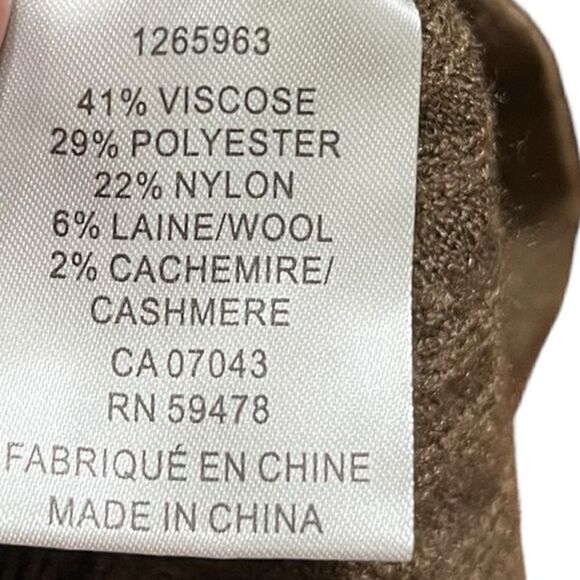 1265963
41% VISCOSE
29% POLYESTER
22% NYLON
6% LAINE/WOOL
2% CACHEMIRE/
CASHMERE
CA 07043
RN 59478
FABRIQUÉ EN CHINE
MADE IN CHINA